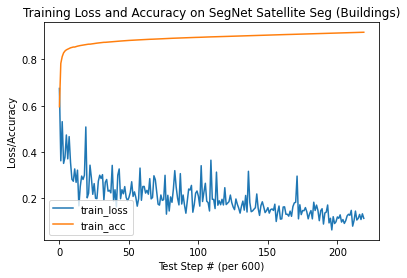 Training Loss and Accuracy on SegNet Satellite Seg (Buildings)
Loss/Accuracy
0.8
0.6
0.4
0.2
train_loss
train_acc
0 50 100 150 200
Test Step # (per 600)